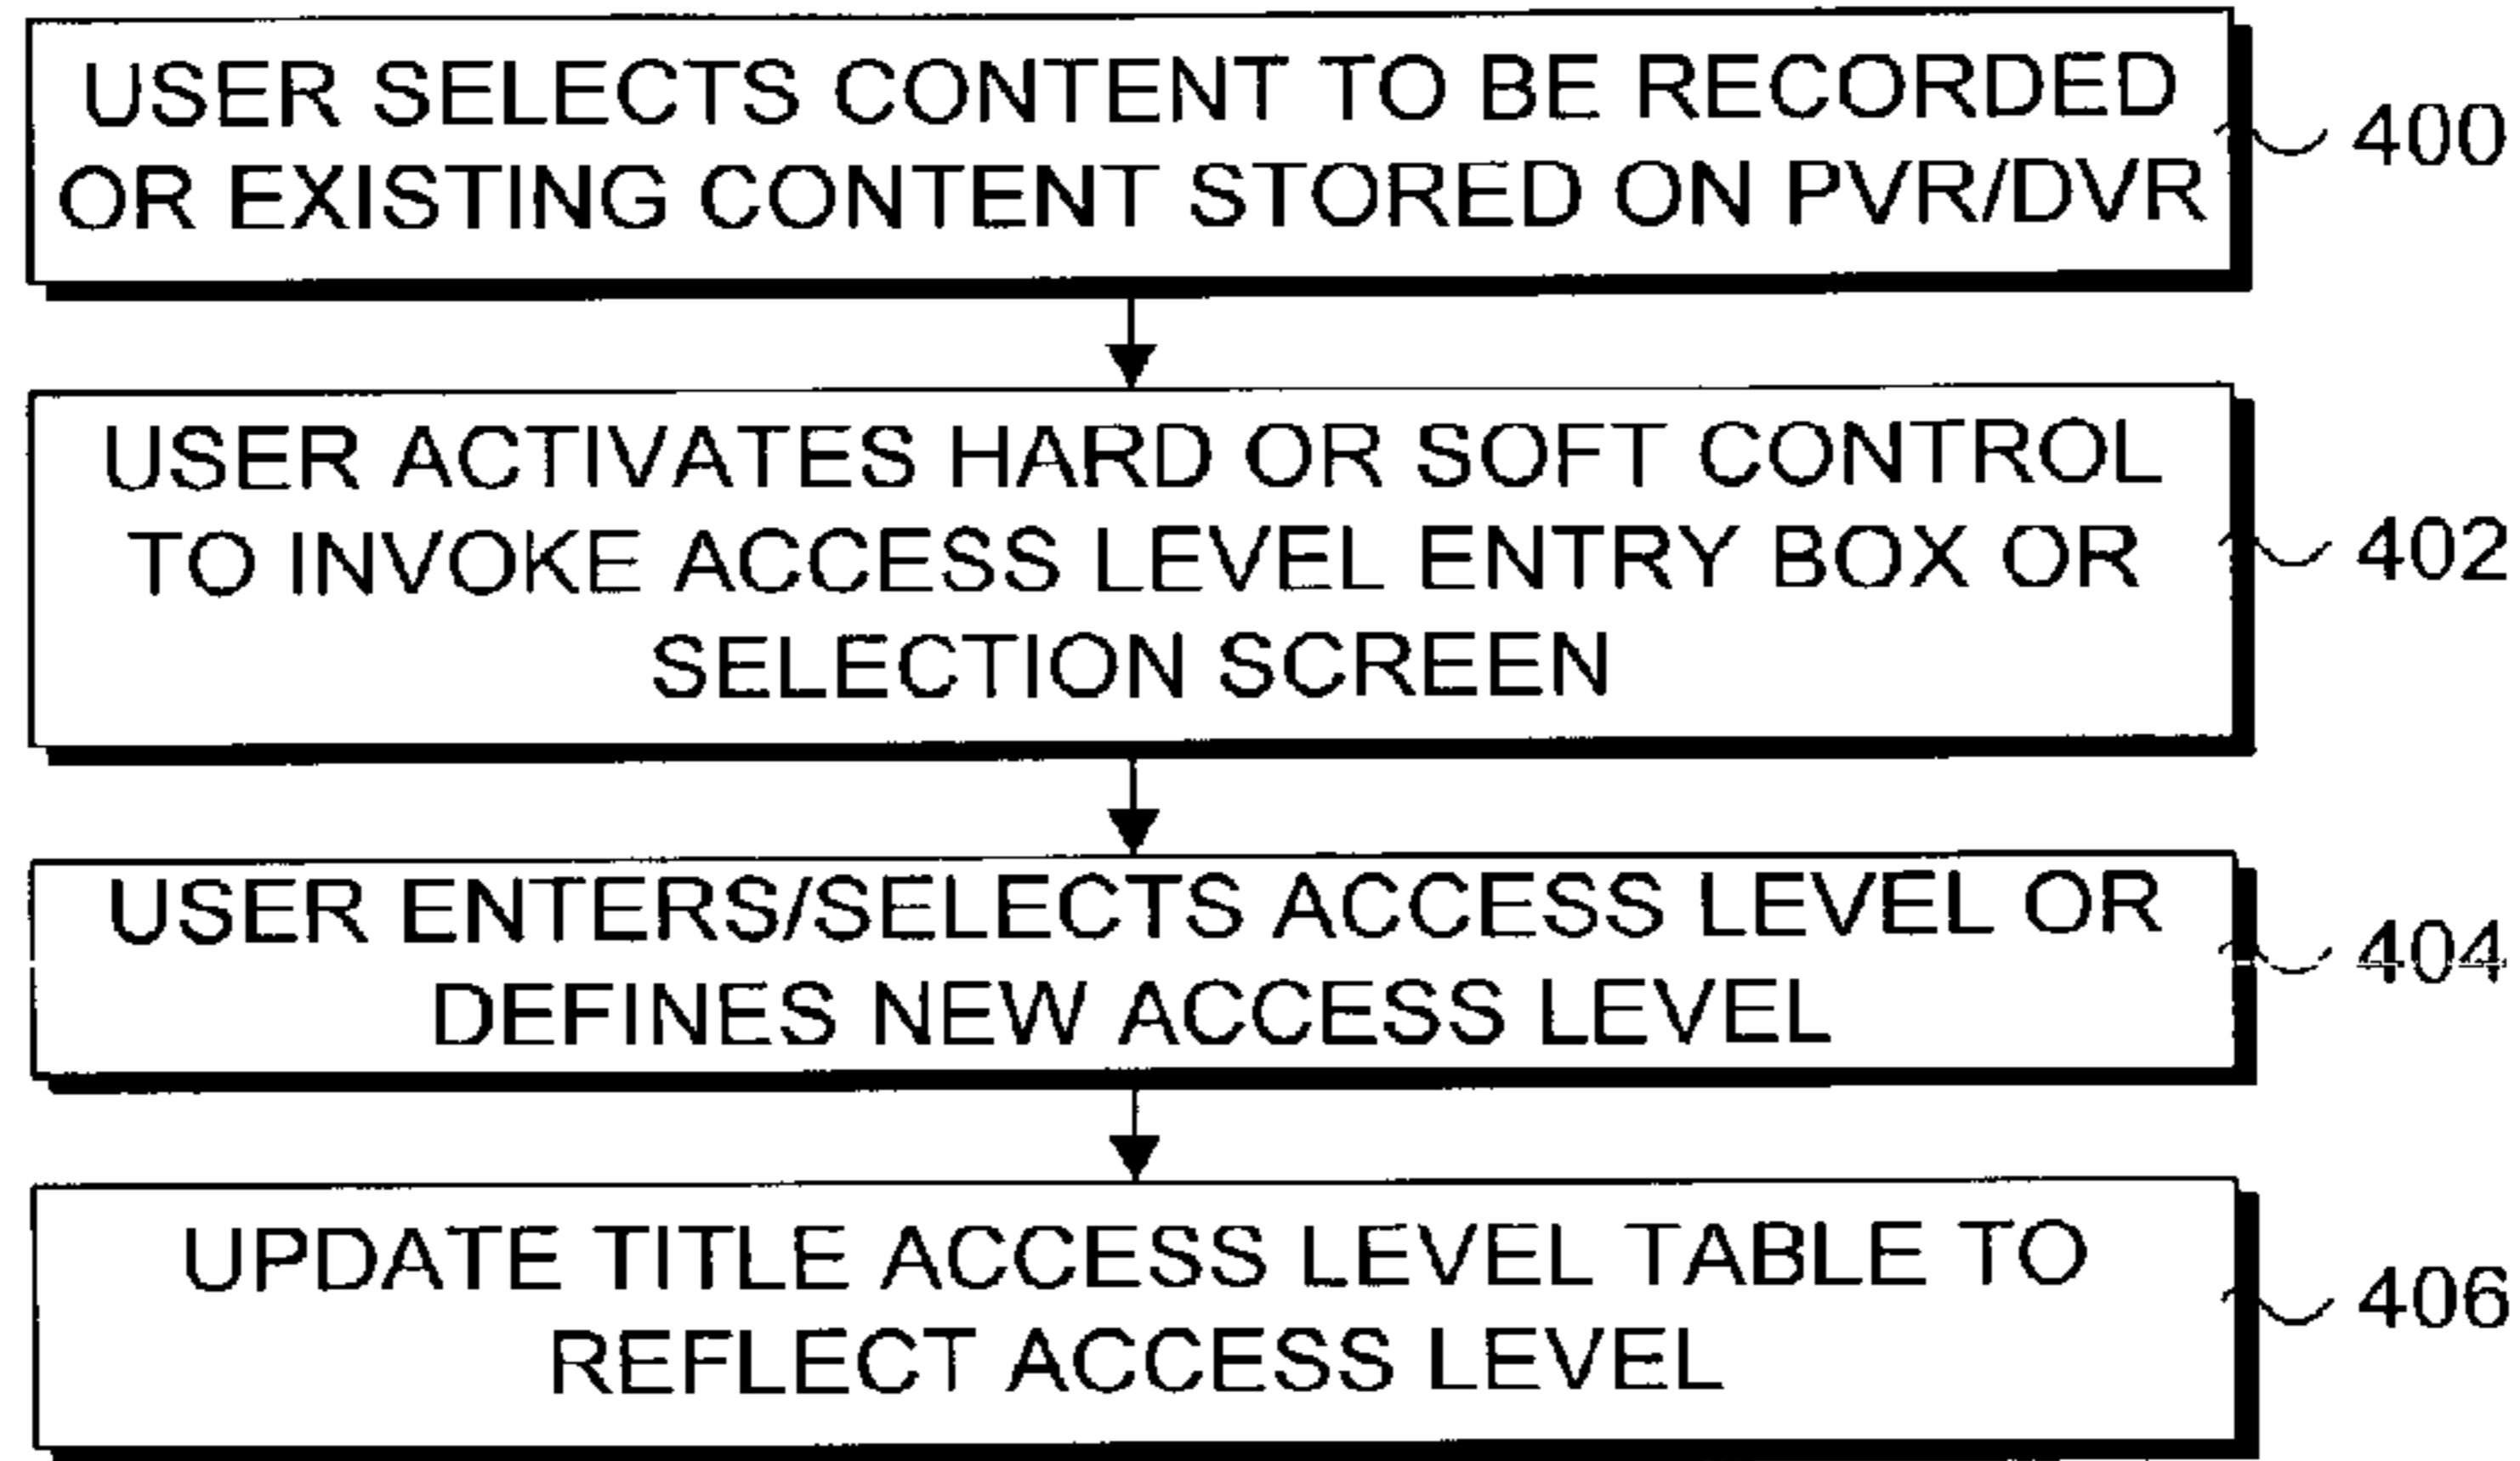 USER SELECTS CONTENT TO BE RECORDED
OR EXISTING CONTENT STORED ON PVR/DVR
400
USER ACTIVATES HARD OR SOFT CONTROL
TO INVOKE ACCESS LEVEL ENTRY BOX OR
SELECTION SCREEN
402
USER ENTERS/SELECTS ACCESS LEVEL OR
DEFINES NEW ACCESS LEVEL
404
UPDATE TITLE ACCESS LEVEL TABLE TO
REFLECT ACCESS LEVEL
406